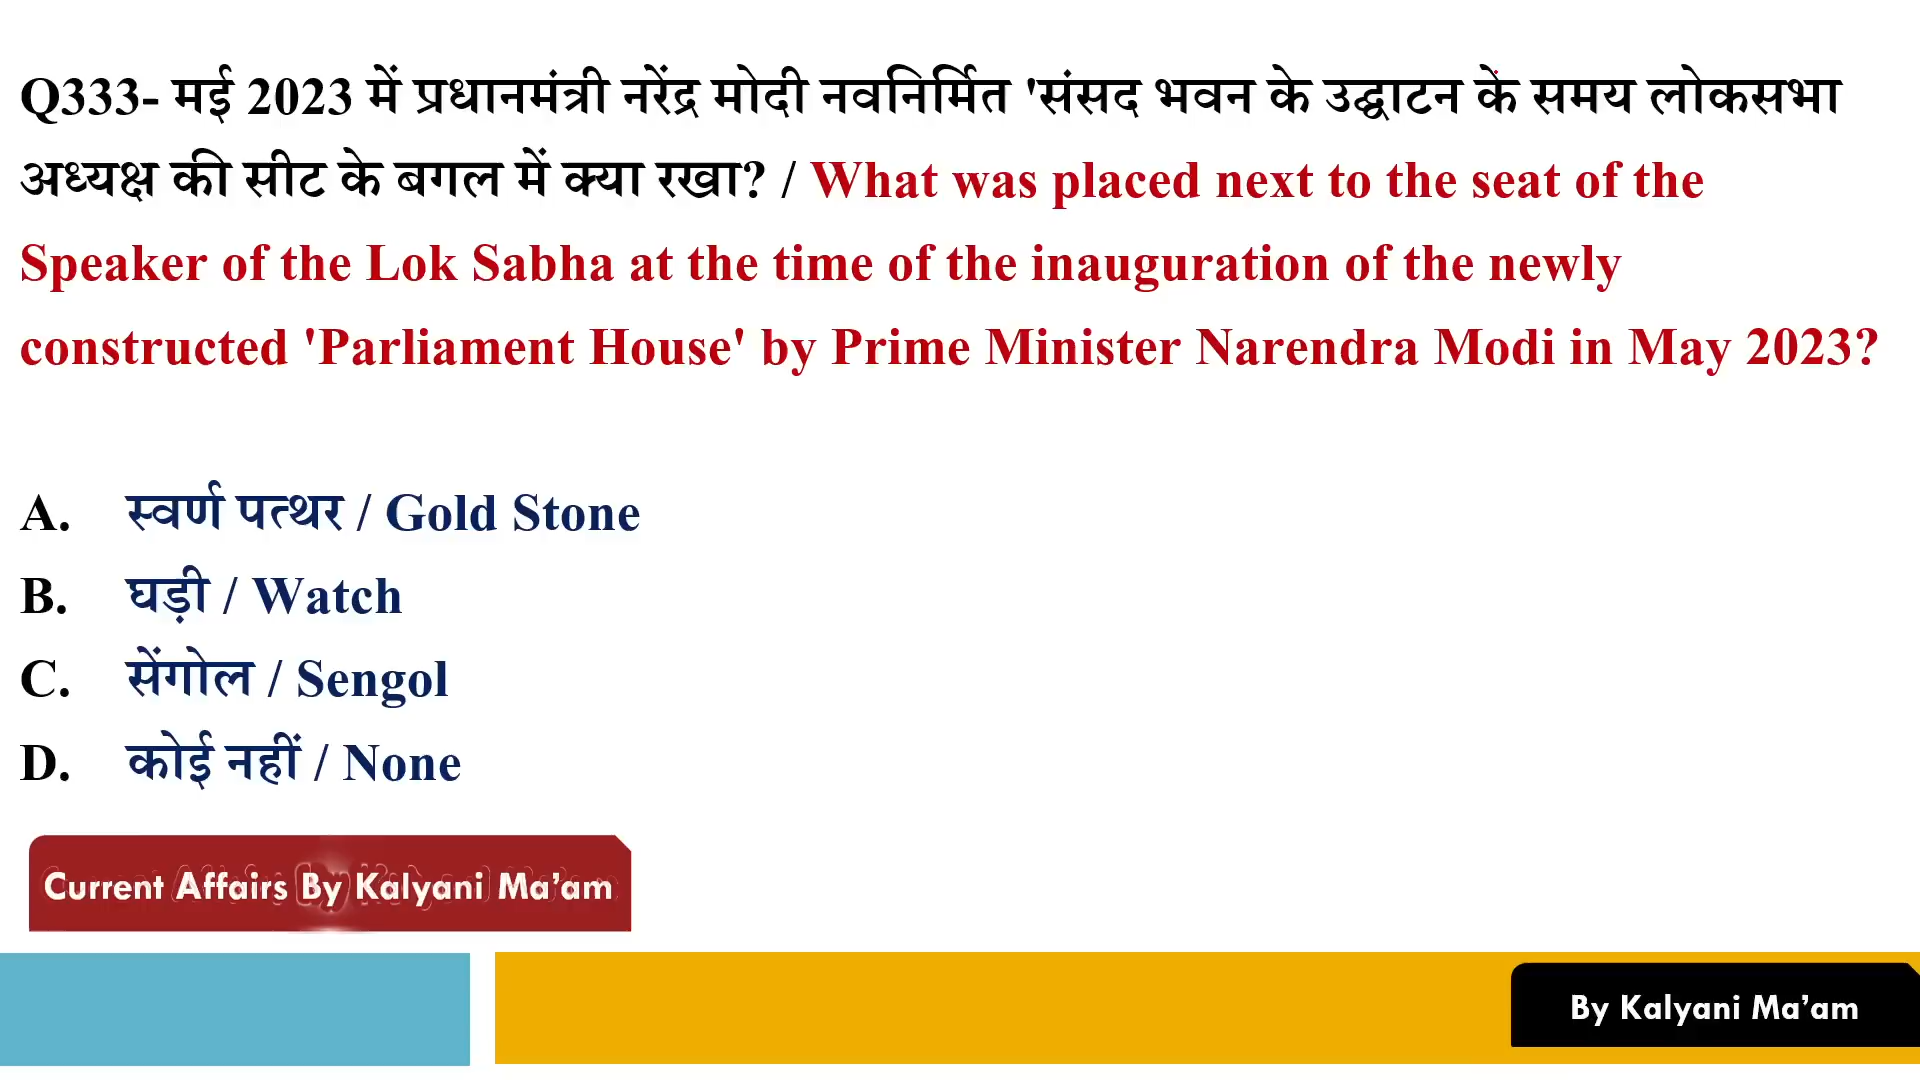 Q333- मई 2023 में प्रधानमंत्री नरेंद्र मोदी नवनिर्मित 'संसद भवन के उद्घाटन के समय लोकसभा
अध्यक्ष की सीट के बगल में क्या रखा? / What was placed next to the seat of the
Speaker of the Lok Sabha at the time of the inauguration of the newly
constructed 'Parliament House' by Prime Minister Narendra Modi in May 2023?
A. स्वर्ण पत्थर / Gold Stone
B. घड़ी / Watch
C. सेंगोल / Sengol
D. कोई नहीं / None
Current Affairs By Kalyani Ma'am
By Kalyani Ma'am